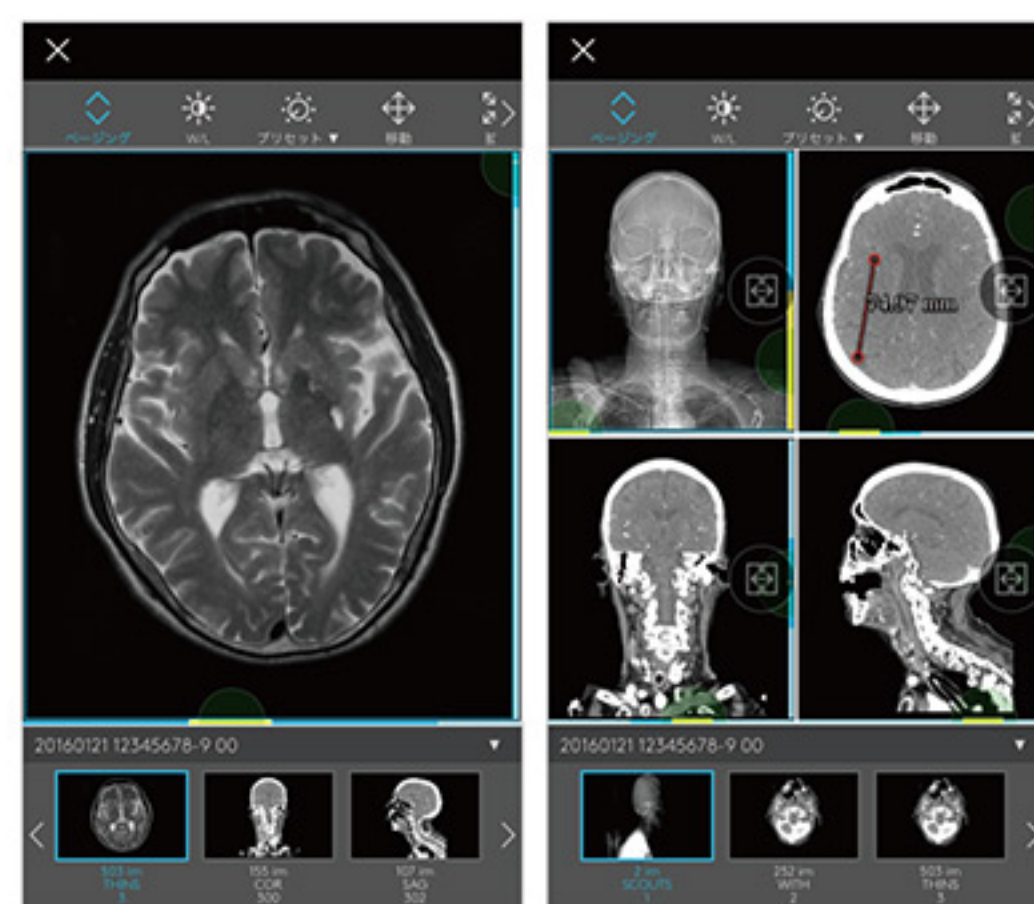 ページング
W/L
プリセット ▼
移動
20160121 12345678-9 00 ▼
503 im
THINS
3
155 im
COR
300
107 im
SAG
302
ページング
W/L
プリセット ▼
移動
74.97 mm
20160121 12345678-9 00 ▼
2 im
SCOUTS
1
252 im
WITH
2
503 im
THINS
3